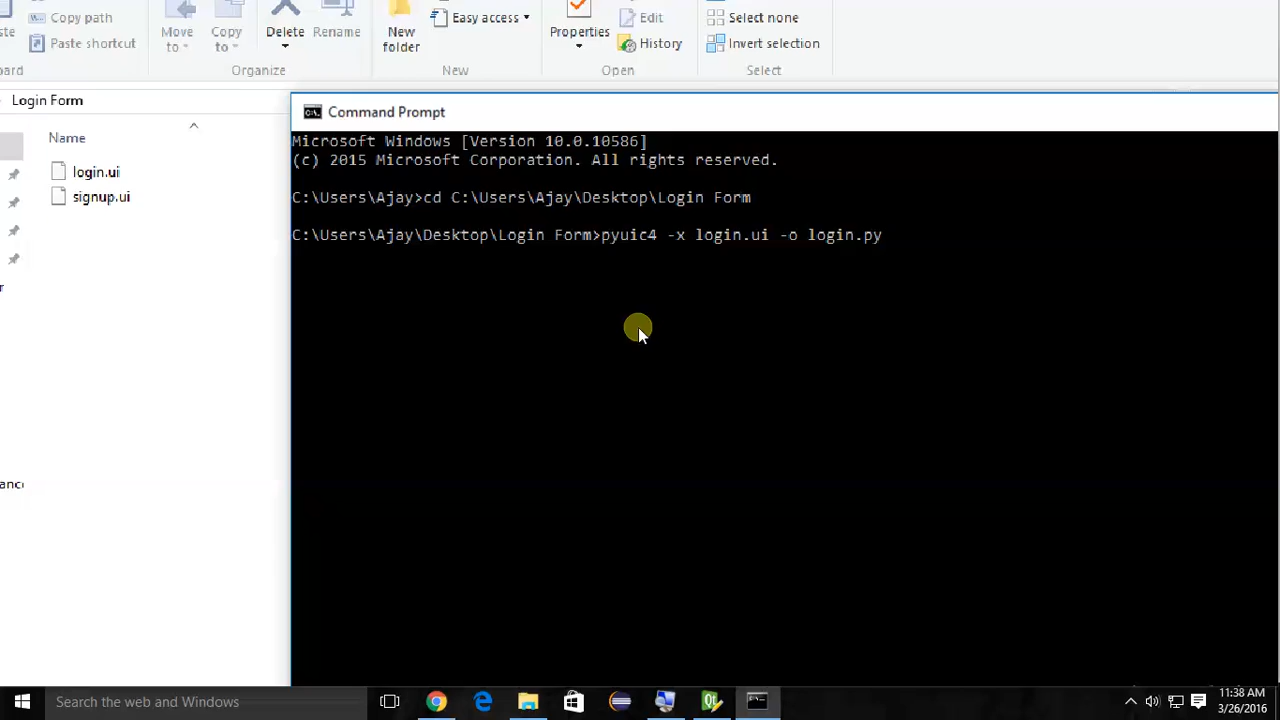 Copy path
Paste shortcut
Move
to
Copy
to
Delete
Rename
New
folder
Easy access
Properties
Edit
History
Select none
Invert selection
Organize
New
Open
Select
Login Form
Name
login.ui
signup.ui
Command Prompt
Microsoft Windows [Version 10.0.10586]
(c) 2015 Microsoft Corporation. All rights reserved.
C:\Users\Ajay>cd C:\Users\Ajay\Desktop\Login Form
C:\Users\Ajay\Desktop\Login Form>pyuic4 -x login.ui -o login.py
Search the web and Windows
11:38 AM
3/26/2016